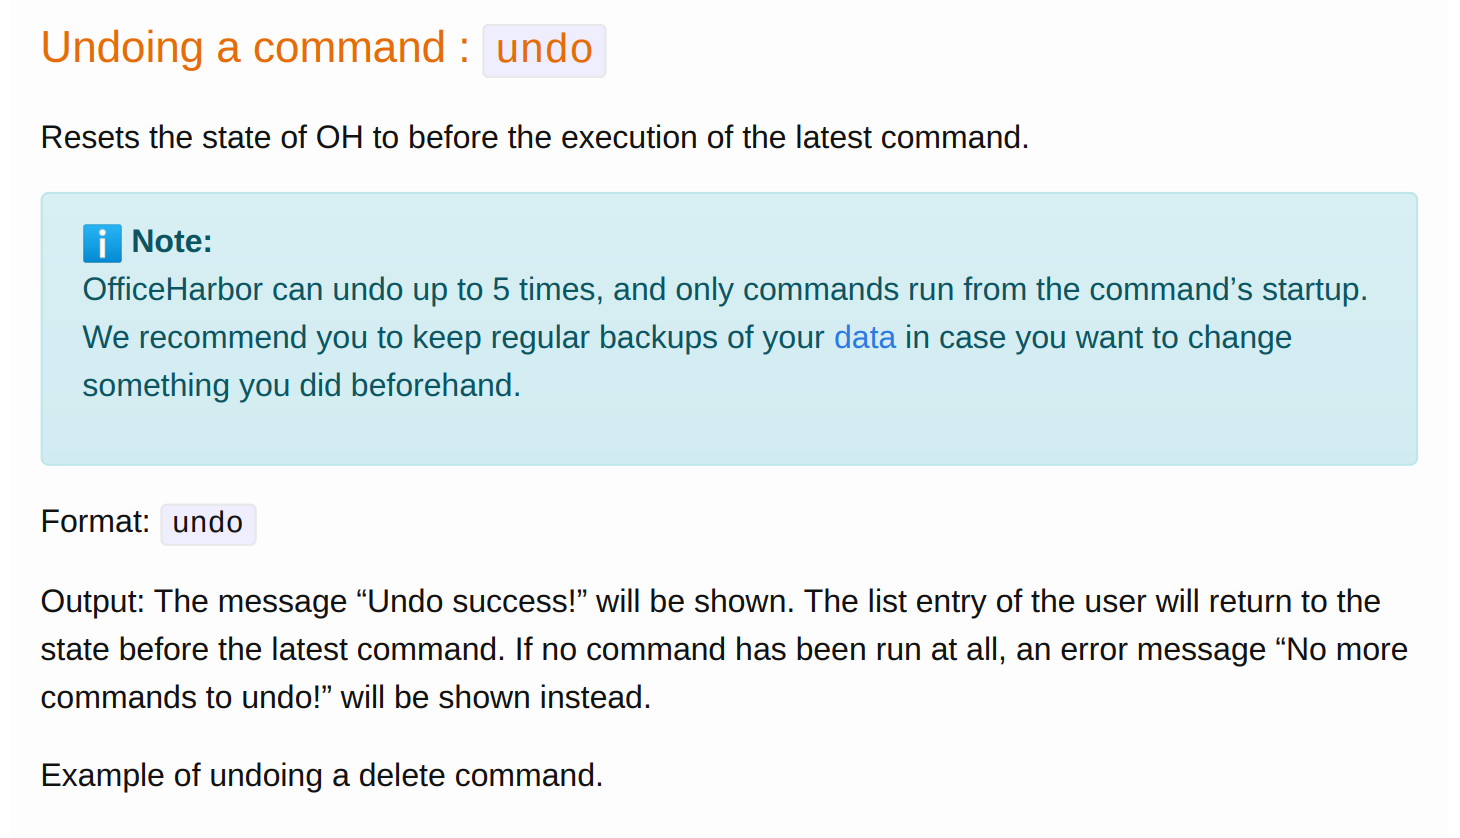 Undoing a command : undo
Resets the state of OH to before the execution of the latest command.
Note:
OfficeHarbor can undo up to 5 times, and only commands run from the command’s startup.
We recommend you to keep regular backups of your data in case you want to change
something you did beforehand.
Format: undo
Output: The message “Undo success!” will be shown. The list entry of the user will return to the
state before the latest command. If no command has been run at all, an error message “No more
commands to undo!” will be shown instead.
Example of undoing a delete command.